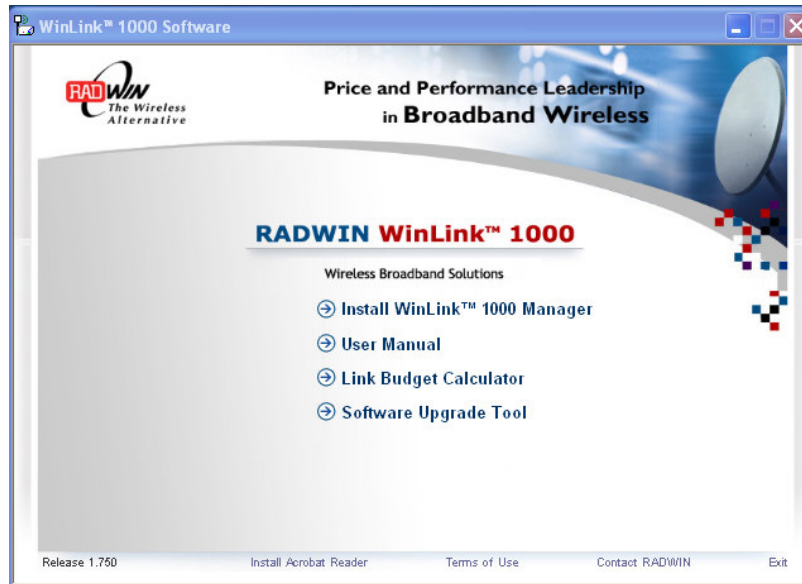 WinLink™ 1000 Software
RADWIN
The Wireless
Alternative
Price and Performance Leadership
in Broadband Wireless
RADWIN WinLink™ 1000
Wireless Broadband Solutions
Install WinLink™ 1000 Manager
User Manual
Link Budget Calculator
Software Upgrade Tool
Release 1.750 Install Acrobat Reader Terms of Use Contact RADWIN Exit